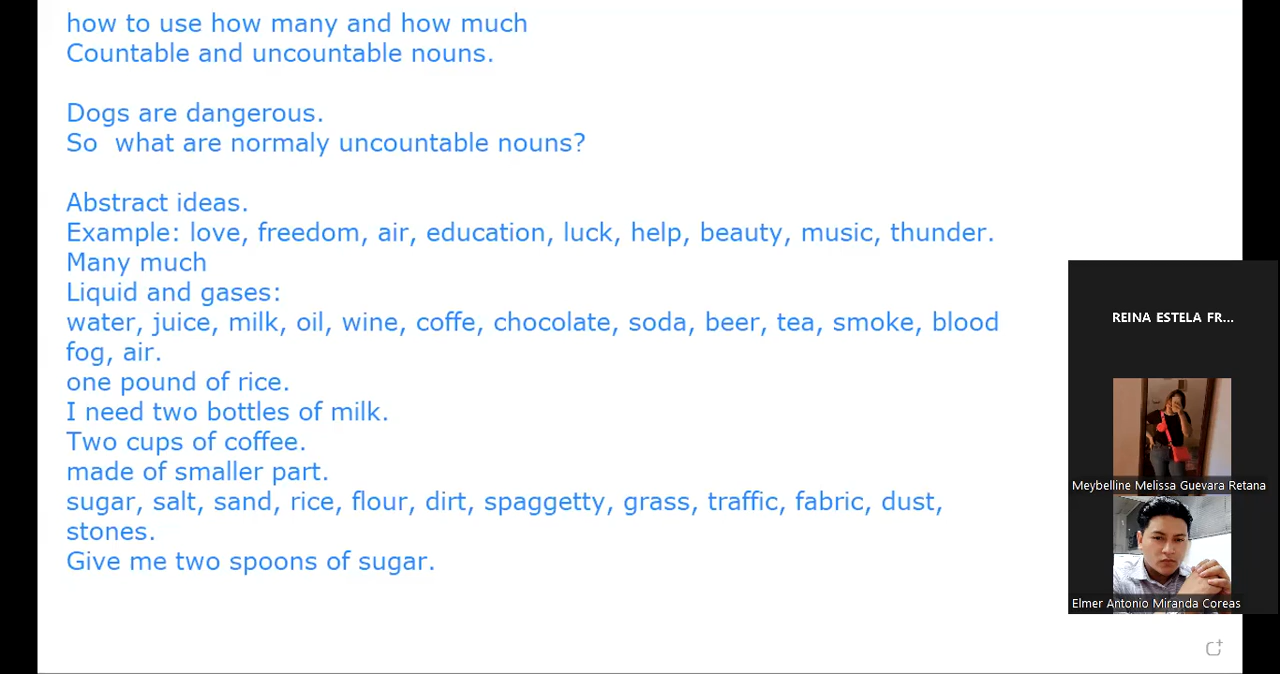 how to use how many and how much
Countable and uncountable nouns.
Dogs are dangerous.
So  what are normaly uncountable nouns?
Abstract ideas.
Example: love, freedom, air, education, luck, help, beauty, music, thunder.
Many much
Liquid and gases:
water, juice, milk, oil, wine, coffe, chocolate, soda, beer, tea, smoke, blood
fog, air.
one pound of rice.
I need two bottles of milk.
Two cups of coffee.
made of smaller part.
sugar, salt, sand, rice, flour, dirt, spaggetty, grass, traffic, fabric, dust,
stones.
Give me two spoons of sugar.
REINA ESTELA FR...
Meybelline Melissa Guevara Retana
Elmer Antonio Miranda Coreas